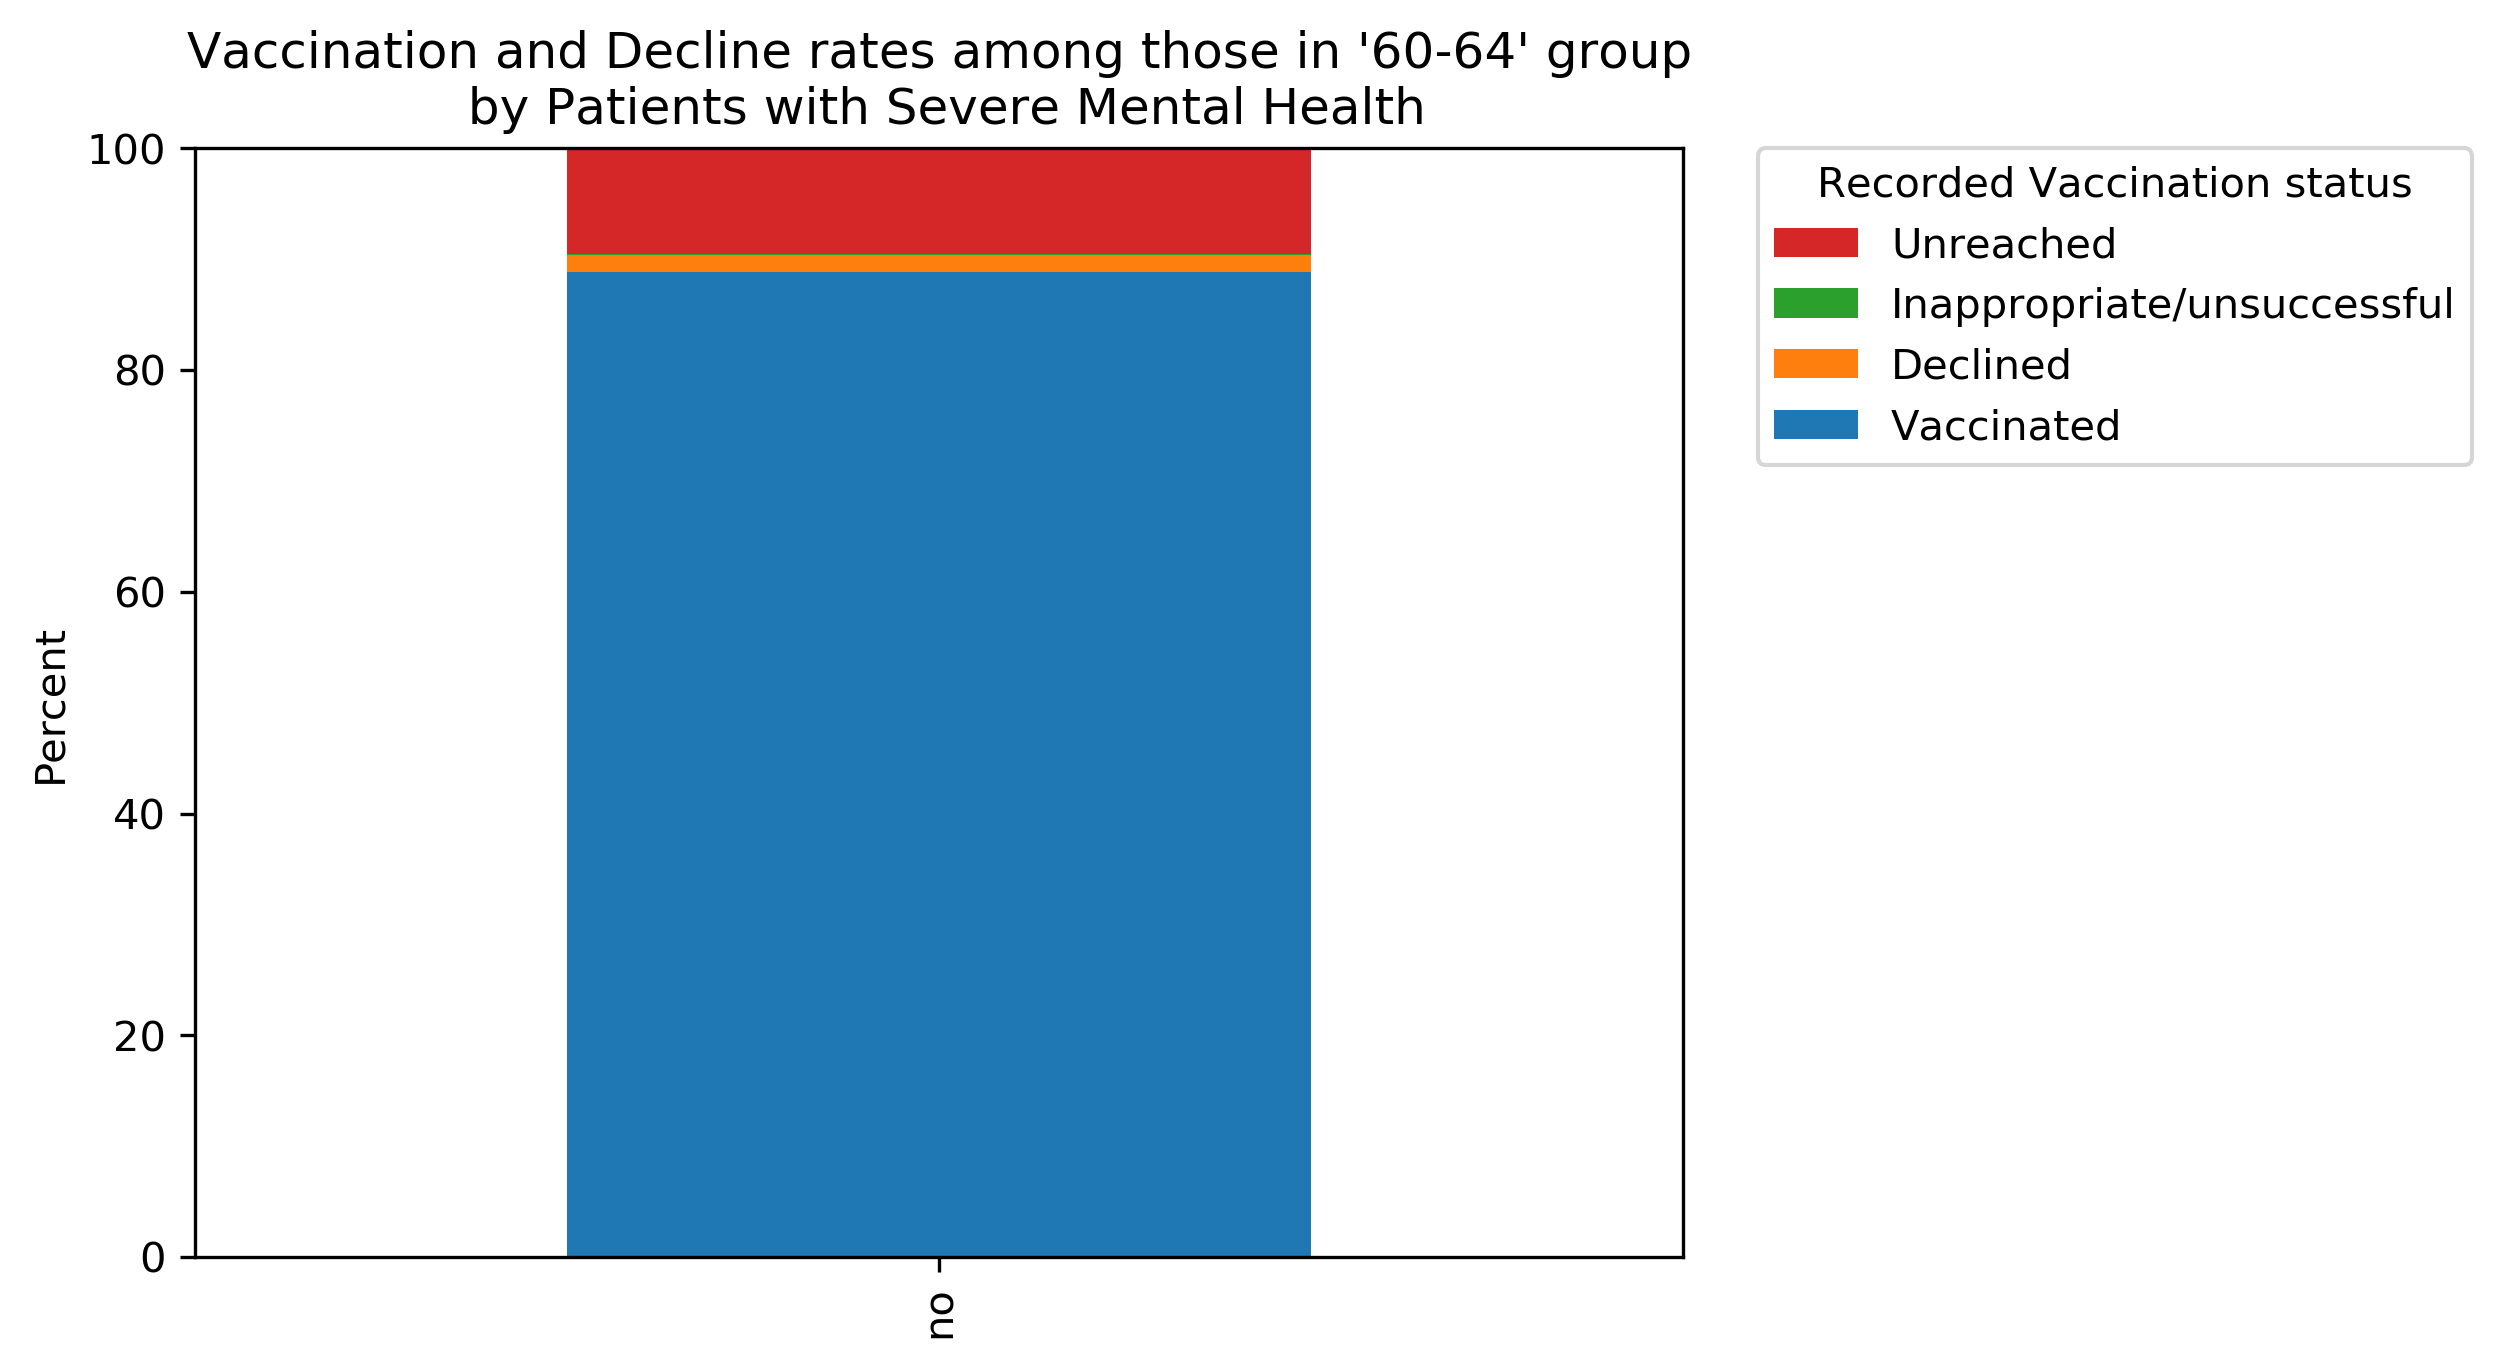 Vaccination and Decline rates among those in '60-64' group
by Patients with Severe Mental Health
100
80
60
40
20
0
Percent
no
Recorded Vaccination status
Unreached
Inappropriate/unsuccessful
Declined
Vaccinated